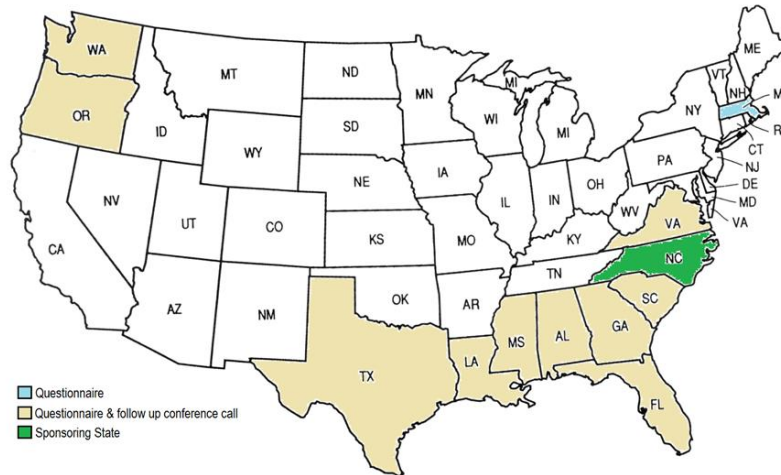 WA
MT
ND
MN
ME
VT
NH
M
OR
ID
SD
WI
MI
MI
NY
R
CT
WY
IA
PA
NJ
NE
OH
DE
NV
UT
CO
IL
IN
WV
MD
VA
VA
CA
KS
MO
KY
NC
TN
AZ
NM
OK
AR
SC
MS
AL
GA
TX
LA
FL
Questionnaire
Questionnaire & follow up conference call
Sponsoring State